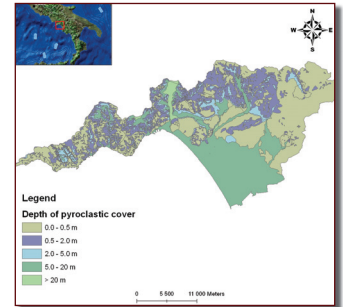 N
W E
S
Legend
Depth of pyroclastic cover
0.0 - 0.5 m
0.5 - 2.0 m
2.0 - 5.0 m
5.0 - 20 m
> 20 m
0 5 500 11 000 Meters